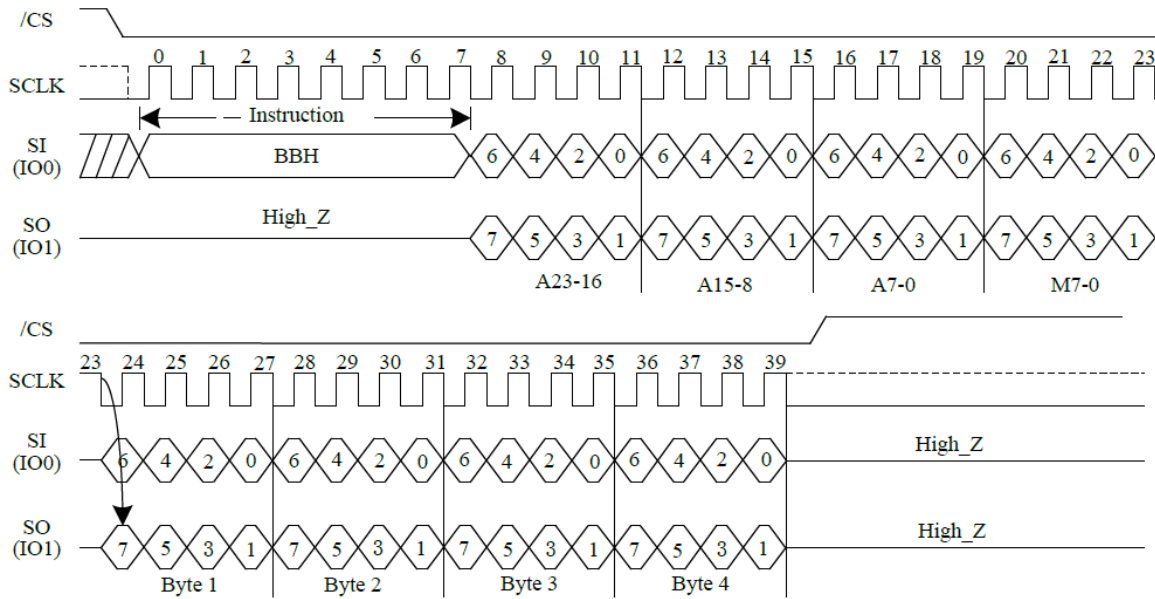 /CS
0 1 2 3 4 5 6 7 8 9 10 11 12 13 14 15 16 17 18 19 20 21 22 23
SCLK
Instruction
SI
(IO0)
BBH 6 4 2 0 6 4 2 0 6 4 2 0 6 4 2 0
SO
(IO1)
High_Z 7 5 3 1 7 5 3 1 7 5 3 1 7 5 3 1
A23-16 A15-8 A7-0 M7-0
/CS
23 24 25 26 27 28 29 30 31 32 33 34 35 36 37 38 39
SCLK
SI
(IO0)
6 4 2 0 6 4 2 0 6 4 2 0 6 4 2 0 High_Z
SO
(IO1)
7 5 3 1 7 5 3 1 7 5 3 1 7 5 3 1 High_Z
Byte 1 Byte 2 Byte 3 Byte 4